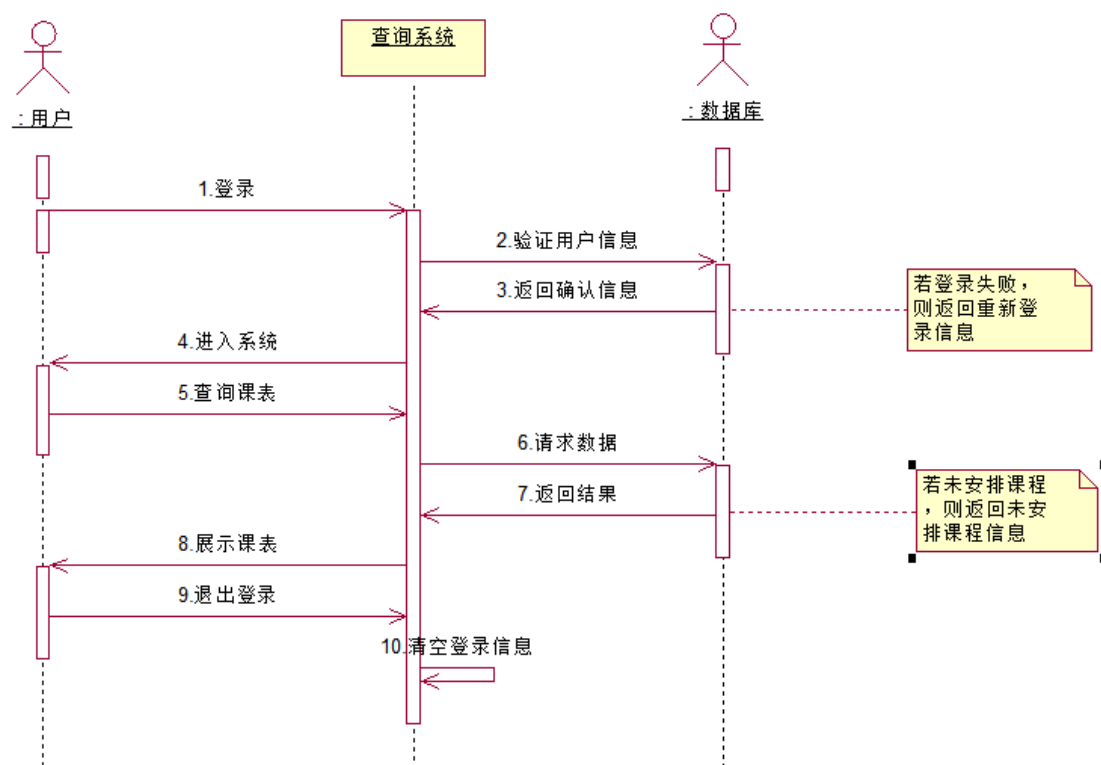 查询系统
: 用户
: 数据库
1.登录
2.验证用户信息
3.返回确认信息
若登录失败，
则返回重新登
录信息
4.进入系统
5.查询课表
6.请求数据
7.返回结果
若未安排课程
，则返回未安
排课程信息
8.展示课表
9.退出登录
10.清空登录信息